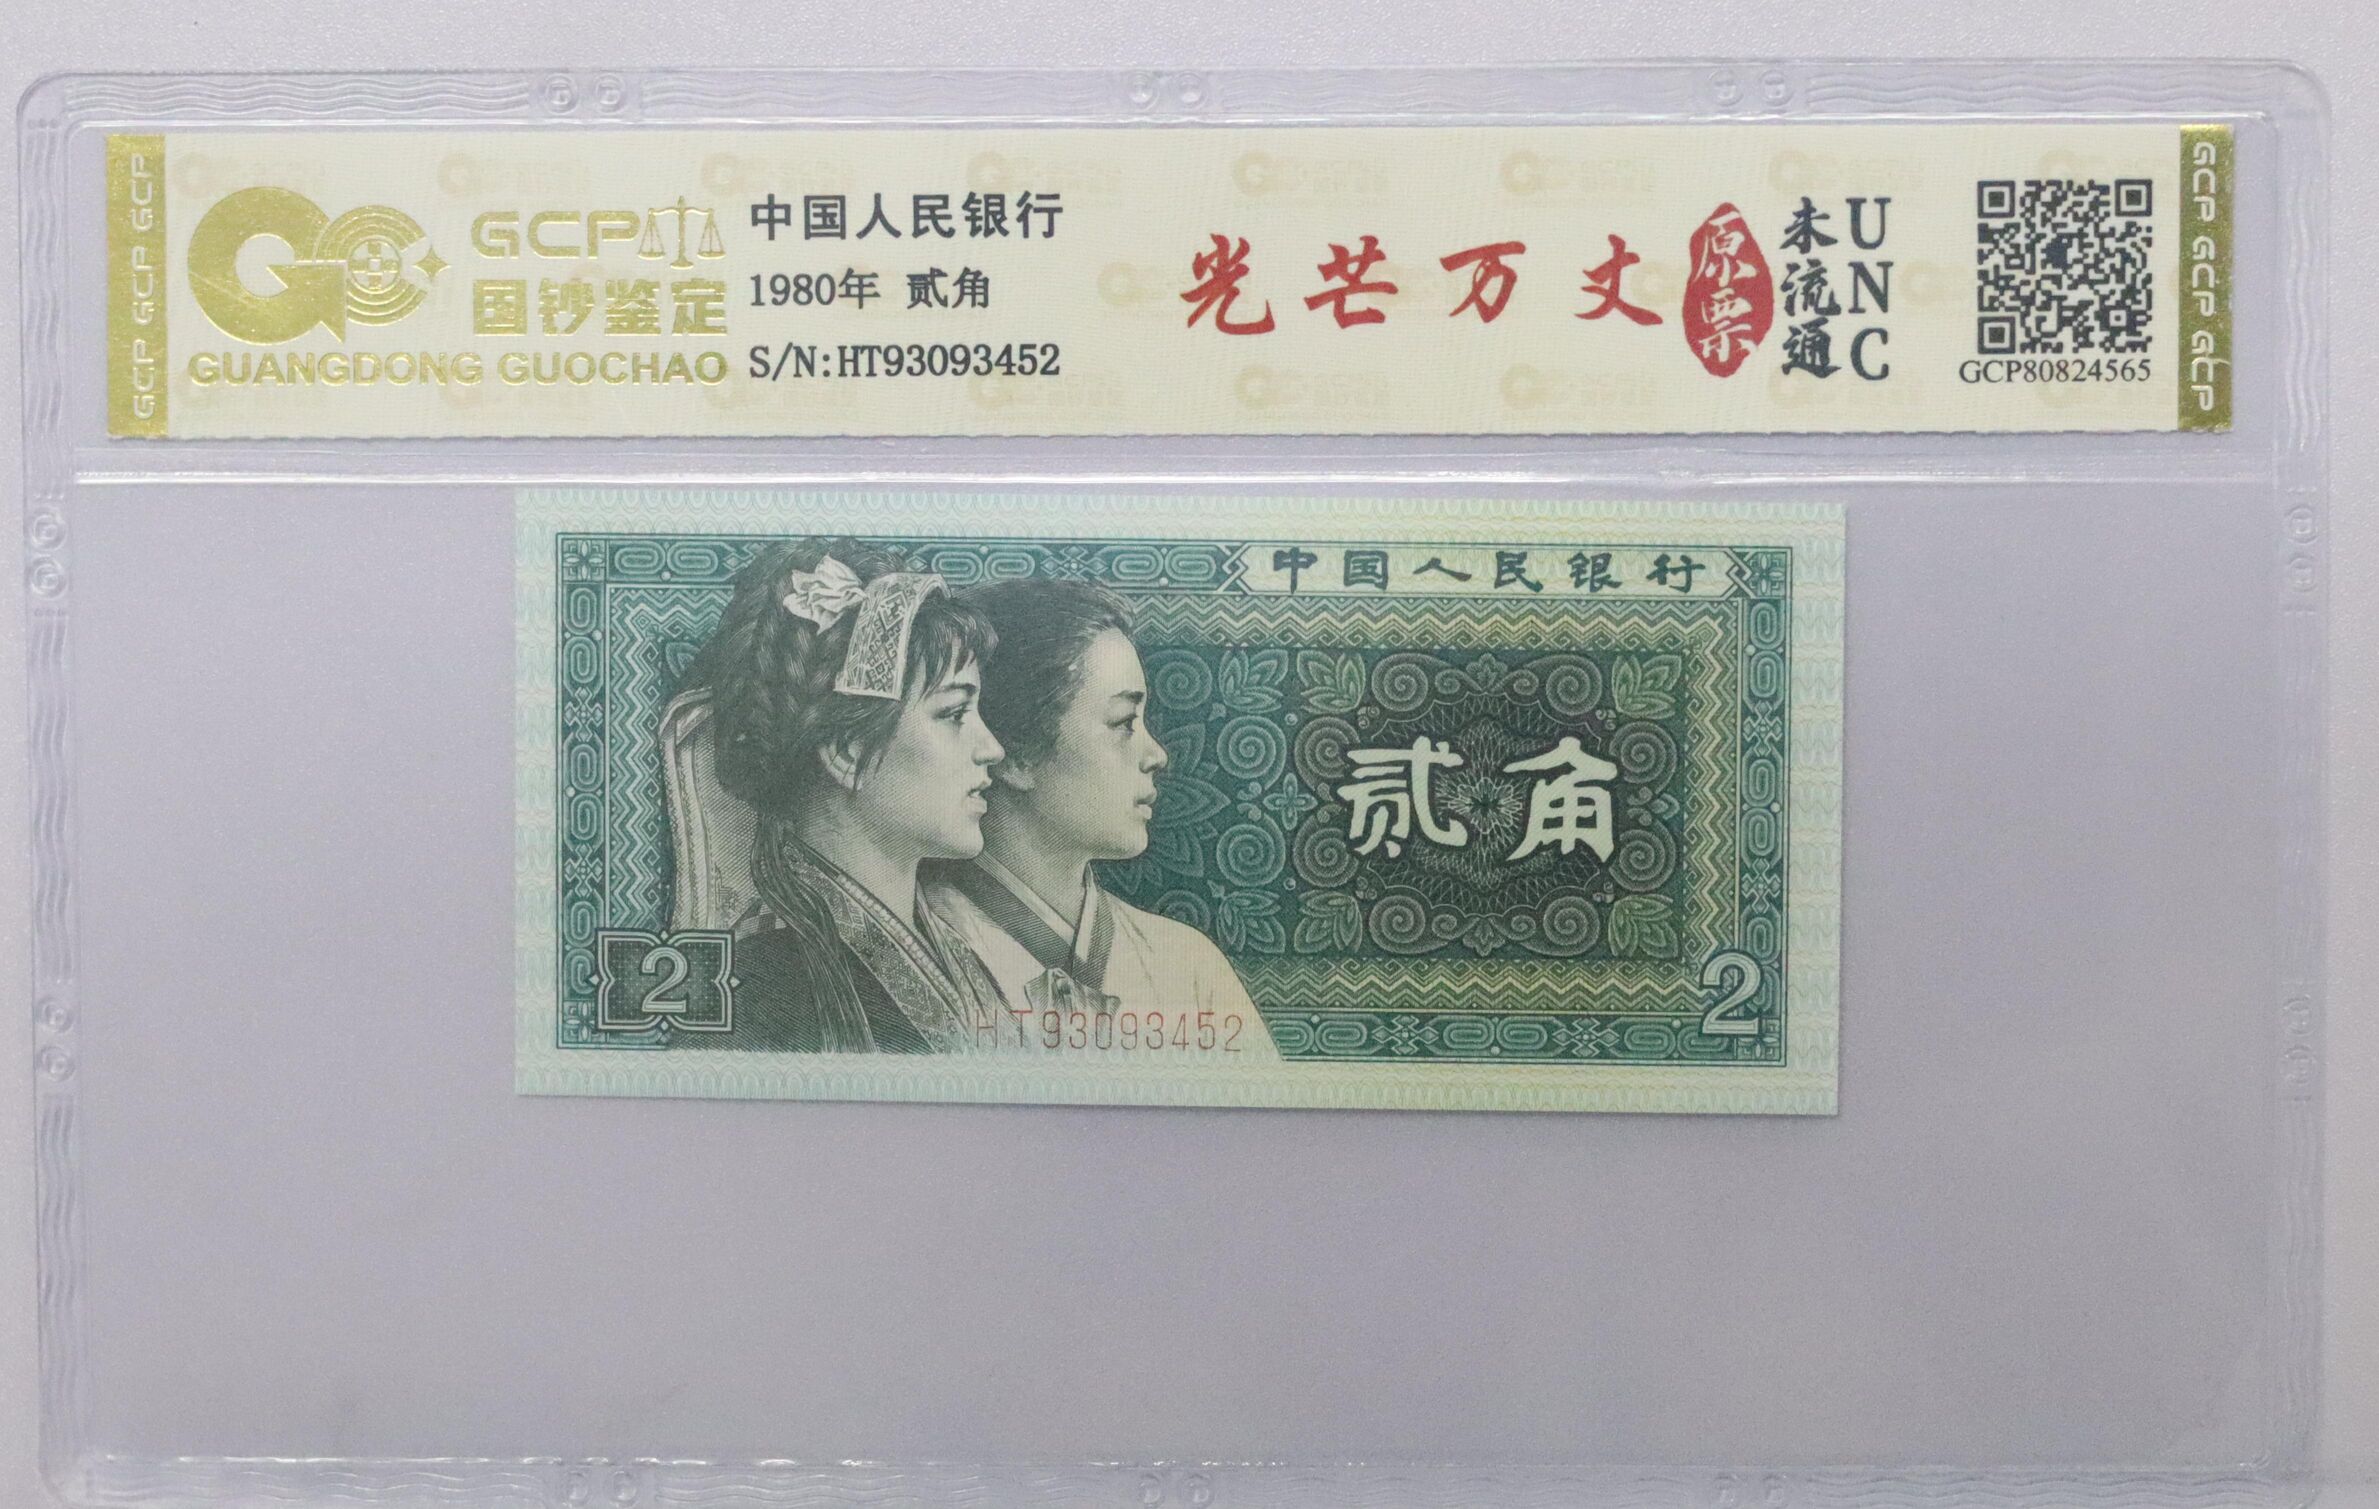 GCP GCP GCP
GCP
国钞鉴定
GUANGDONG GUOCHAO
中国人民银行
1980年 贰角
S/N:HT93093452
光芒万丈
原票
未流通
UNC
GCP80824565
GCP GCP GCP
中国人民银行
贰角
2
2
HT93093452